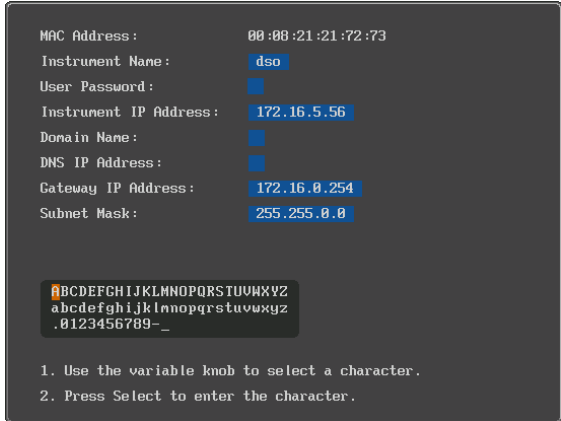 MAC Address: 00:08:21:21:72:73
Instrument Name: dso
User Password:
Instrument IP Address: 172.16.5.56
Domain Name:
DNS IP Address:
Gateway IP Address: 172.16.0.254
Subnet Mask: 255.255.0.0
ABCDEFGHIJKLMNOPQRSTUVWXYZ
abcdefghijklmnopqrstuvwxyz
.0123456789-_
1. Use the variable knob to select a character.
2. Press Select to enter the character.